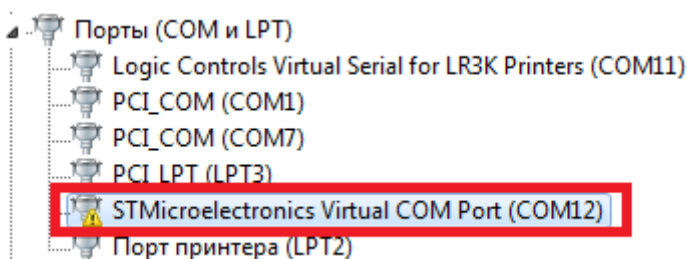 Порты (COM и LPT)
Logic Controls Virtual Serial for LR3K Printers (COM11)
PCI_COM (COM1)
PCI_COM (COM7)
PCI_LPT (LPT3)
STMicroelectronics Virtual COM Port (COM12)
Порт принтера (LPT2)